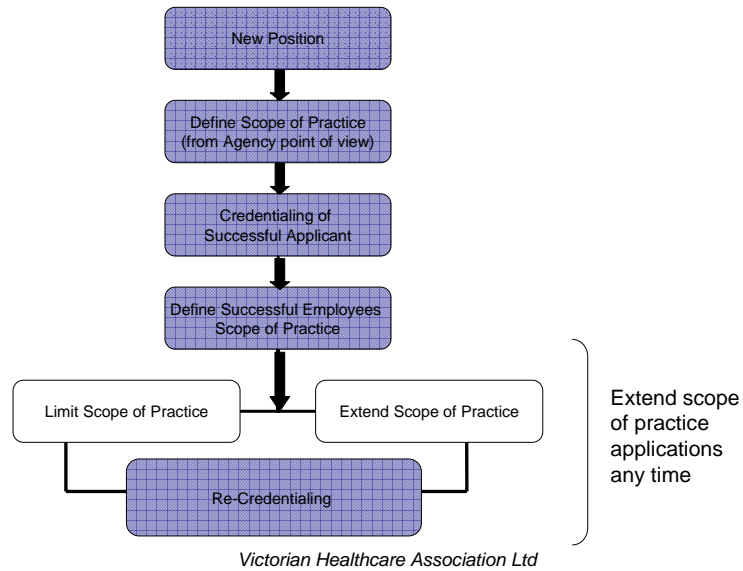 New Position
Define Scope of Practice
(from Agency point of view)
Credentialing of
Successful Applicant
Define Successful Employees
Scope of Practice
Limit Scope of Practice
Extend Scope of Practice
Extend scope
of practice
applications
any time
Re-Credentialing
Victorian Healthcare Association Ltd